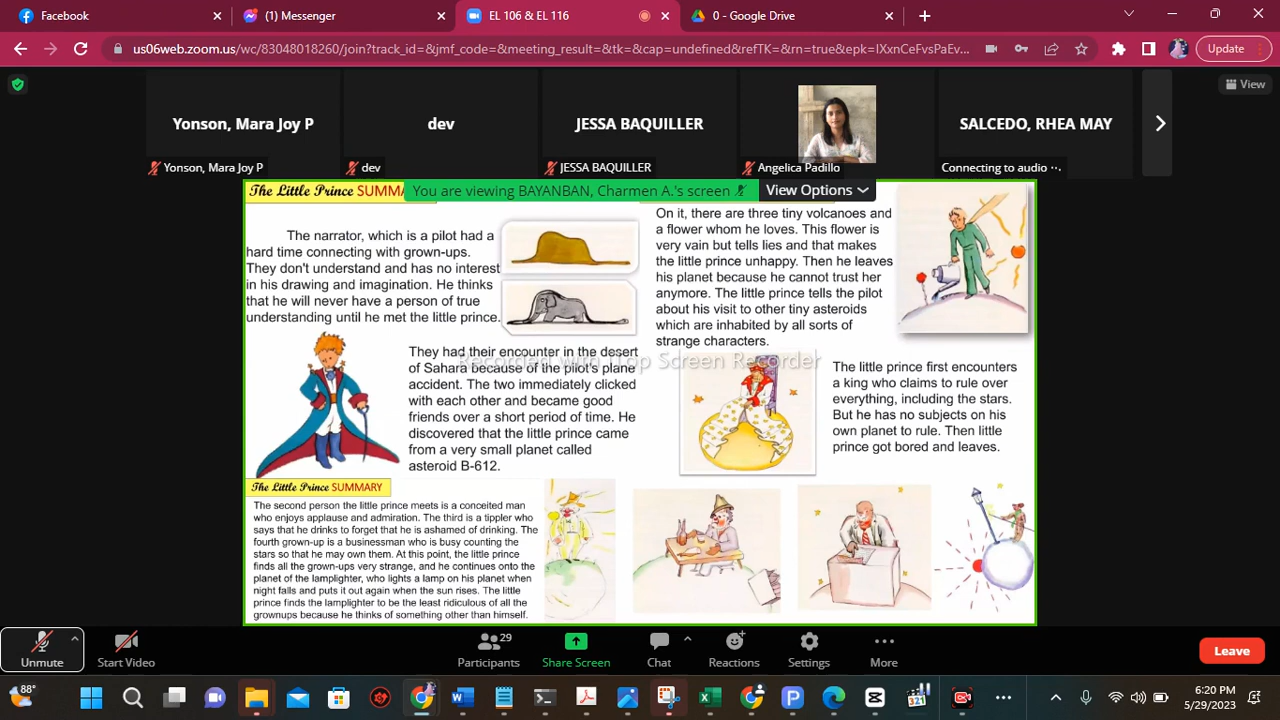 Facebook
(1) Messenger
EL 106 & EL 116
0 - Google Drive
us06web.zoom.us/wc/83048018260/join?track_id=&jmf_code=&meeting_result=&tk=&cap=undefined&refTK=&rn=true&epk=IXxnCeFvsPaEv...
Update
View
Yonson, Mara Joy P
dev
JESSA BAQUILLER
SALCEDO, RHEA MAY
Yonson, Mara Joy P
dev
JESSA BAQUILLER
Angelica Padillo
Connecting to audio
You are viewing BAYANBAN, Charmen A.'s screen
View Options
The Little Prince SUMMA
The narrator, which is a pilot had a
hard time connecting with grown-ups.
They don't understand and has no interest
in his drawing and imagination. He thinks
that he will never have a person of true
understanding until he met the little prince.
They had their encounter in the desert
of Sahara because of the pilot's plane
accident. The two immediately clicked
with each other and became good
friends over a short period of time. He
discovered that the little prince came
from a very small planet called
asteroid B-612.
On it, there are three tiny volcanoes and
a flower whom he loves. This flower is
very vain but tells lies and that makes
the little prince unhappy. Then he leaves
his planet because he cannot trust her
anymore. The little prince tells the pilot
about his visit to other tiny asteroids
which are inhabited by all sorts of
strange characters.
Recorded with iTop Screen Recorder
The little prince first encounters
a king who claims to rule over
everything, including the stars.
But he has no subjects on his
own planet to rule. Then little
prince got bored and leaves.
The Little Prince SUMMARY
The second person the little prince meets is a conceited man
who enjoys applause and admiration. The third is a tippler who
says that he drinks to forget that he is ashamed of drinking. The
fourth grown-up is a businessman who is busy counting the
stars so that he may own them. At this point, the little prince
finds all the grown-ups very strange, and he continues onto the
planet of the lamplighter, who lights a lamp on his planet when
night falls and puts it out again when the sun rises. The little
prince finds the lamplighter to be the least ridiculous of all the
grownups because he thinks of something other than himself.
Unmute
Start Video
29
Participants
Share Screen
Chat
Reactions
Settings
More
Leave
88°
321
6:20 PM
5/29/2023